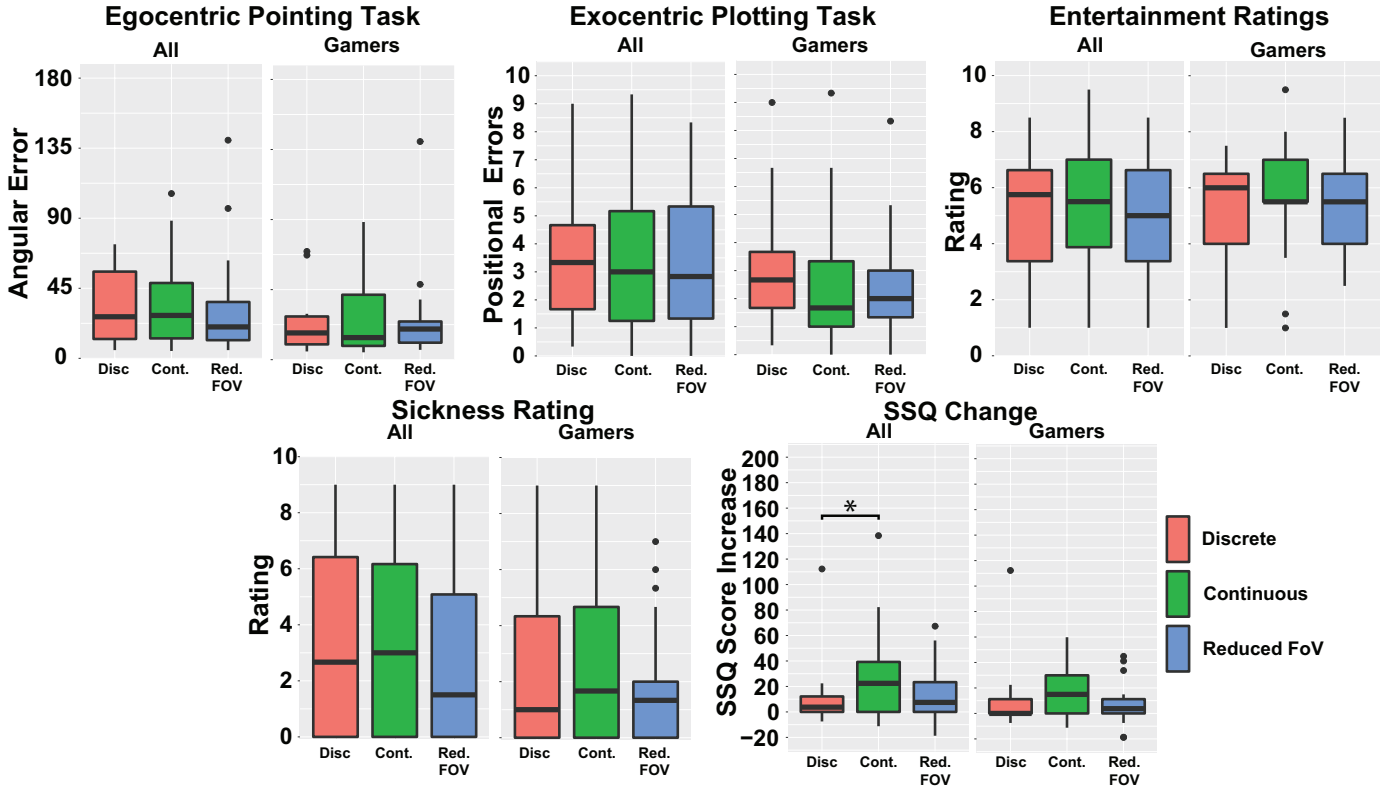 Egocentric Pointing Task
All
Gamers
Angular Error
180
135
90
45
0
Disc
Cont.
Red.
FOV
Disc
Cont.
Red.
FOV
Exocentric Plotting Task
All
Gamers
Positional Errors
10
9
8
7
6
5
4
3
2
1
0
Disc
Cont.
Red.
FOV
Disc
Cont.
Red.
FOV
Entertainment Ratings
All
Gamers
Rating
10
8
6
4
2
0
Disc
Cont.
Red.
FOV
Disc
Cont.
Red.
FOV
Sickness Rating
All
Gamers
Rating
10
8
6
4
2
0
Disc
Cont.
Red.
FOV
Disc
Cont.
Red.
FOV
SSQ Change
All
Gamers
SSQ Score Increase
200
180
160
140
120
100
80
60
40
20
0
−20
*
Disc
Cont.
Red.
FOV
Disc
Cont.
Red.
FOV
Discrete
Continuous
Reduced FoV